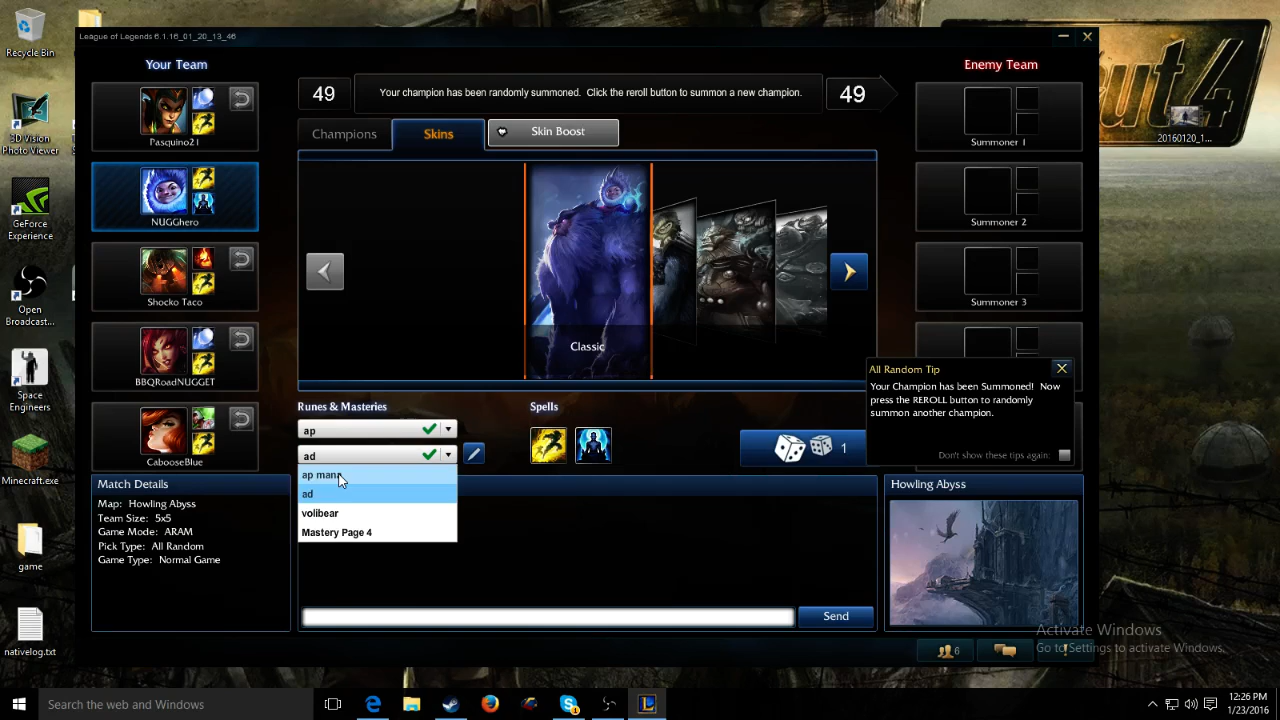 Recycle Bin
3D Vision
Photo Viewer
GeForce
Experience
Open
Broadcast...
Space
Engineers
Minecraft.exe
game
nativelog.txt
20160120_1...
League of Legends 6.1.16_01_20_13_46
Your Team
Pasquino21
NUGGhero
Shocko Taco
BBQRoadNUGGET
CabooseBlue
49
Your champion has been randomly summoned. Click the reroll button to summon a new champion.
49
Champions
Skins
Skin Boost
Classic
Enemy Team
Summoner 1
Summoner 2
Summoner 3
All Random Tip
Your Champion has been Summoned! Now
press the REROLL button to randomly
summon another champion.
Don't show these tips again:
Runes & Masteries
ap
ad
ap mana
ad
volibear
Mastery Page 4
Spells
1
Match Details
Map: Howling Abyss
Team Size: 5x5
Game Mode: ARAM
Pick Type: All Random
Game Type: Normal Game
Send
Howling Abyss
6
Activate Windows
Go to Settings to activate Windows.
Search the web and Windows
12:26 PM
1/23/2016